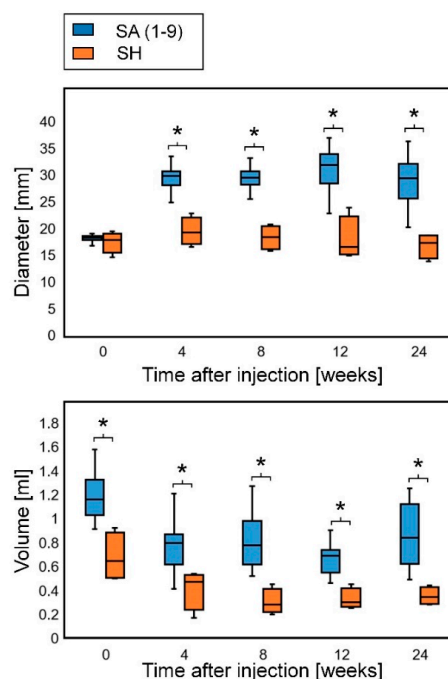 SA (1-9)
SH
Diameter [mm]
40
35
30
25
20
15
10
5
0
* * * *
0 4 8 12 24
Time after injection [weeks]
Volume [ml]
1.8
1.6
1.4
1.2
1
0.8
0.6
0.4
0.2
0
* * * * *
0 4 8 12 24
Time after injection [weeks]